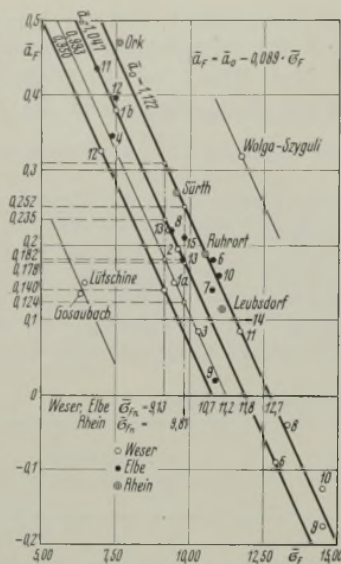 0,5
ā_F
0,4
0,3
0,252
0,235
0,2
0,182
0,178
0,140
0,124
0,1
0
-0,1
-0,2
5,00
7,50
10,00
12,50
15,00
σ̄_F
0,950
0,993
ā₀=1,047
ā₀=1,122
Ork
ā_F = ā₀ - 0,089 · σ̄_F
Wolga-Szyguli
Sürth
Ruhrort
Leubsdorf
Lütschine
Gosaubach
11
12
1b
4
12
13
8
2
15
13
1a
3
6
10
7
14
11
9
8
5
10
9
Weser, Elbe σ̄_Fn = 9,13
Rhein σ̄_Fn = 9,81
10,7
11,2
11,8
12,7
Weser
Elbe
Rhein